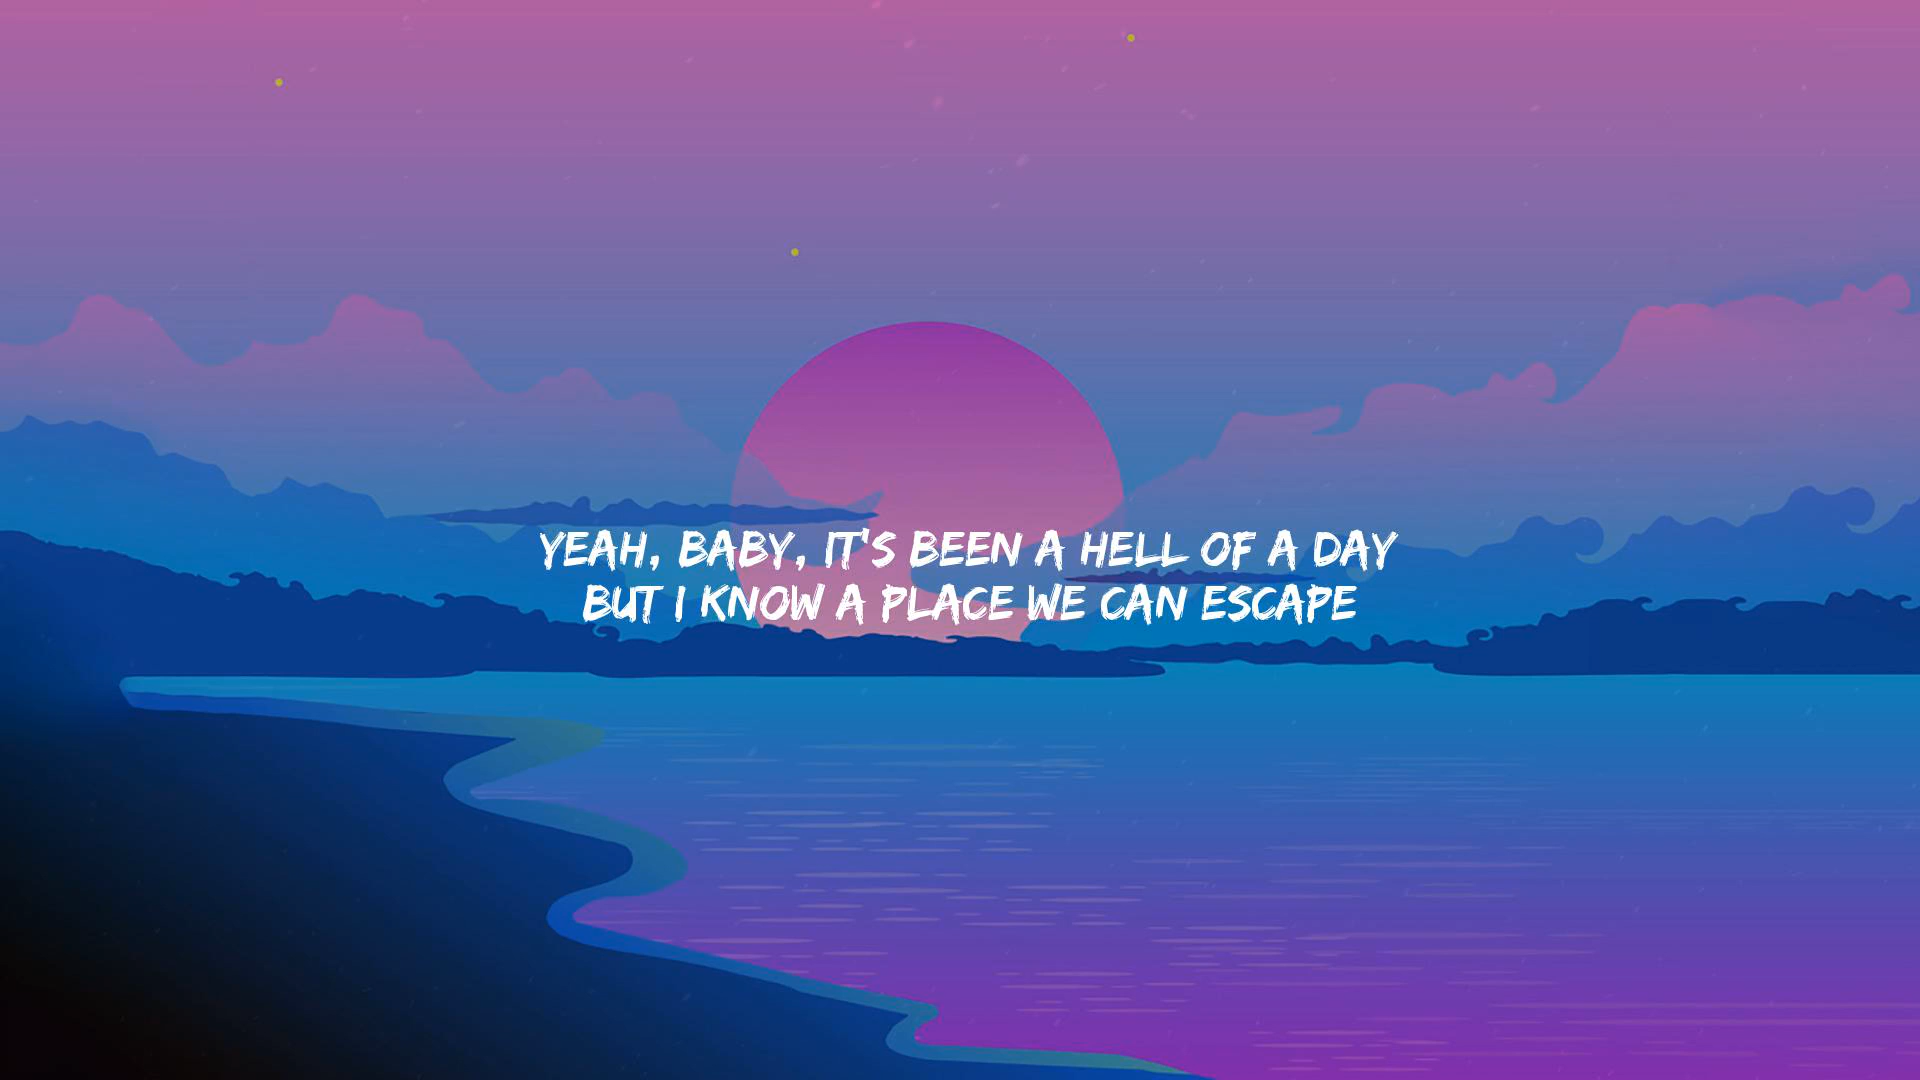 YEAH, BABY, IT'S BEEN A HELL OF A DAY
BUT I KNOW A PLACE WE CAN ESCAPE